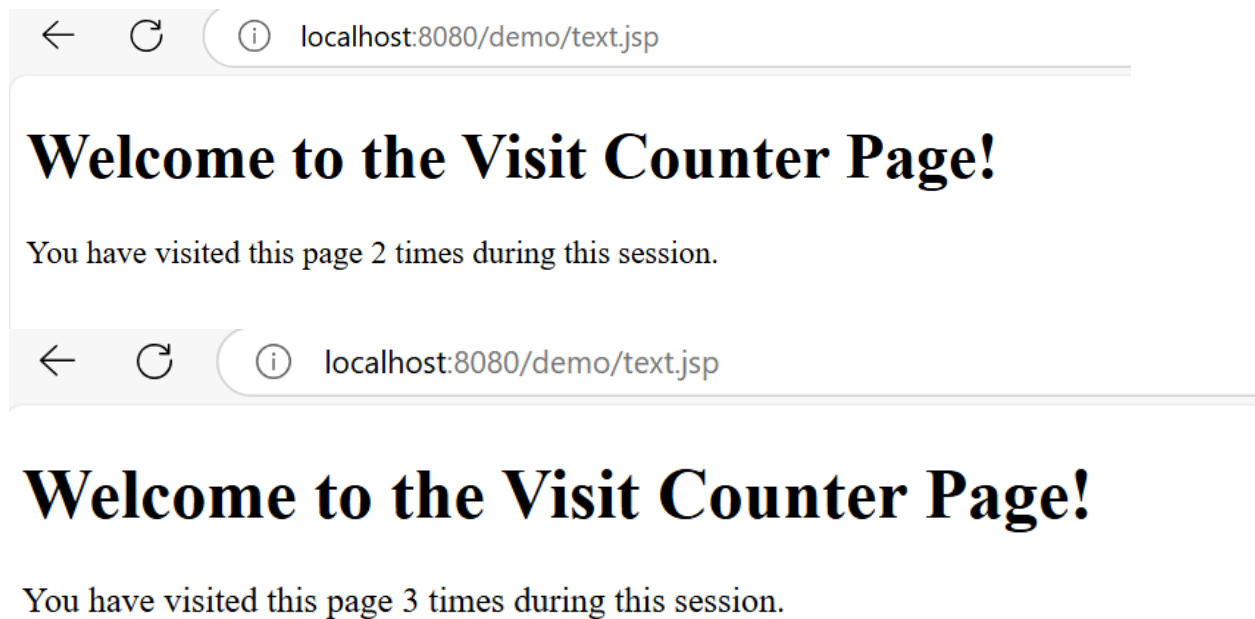 localhost:8080/demo/text.jsp
Welcome to the Visit Counter Page!
You have visited this page 2 times during this session.
localhost:8080/demo/text.jsp
Welcome to the Visit Counter Page!
You have visited this page 3 times during this session.